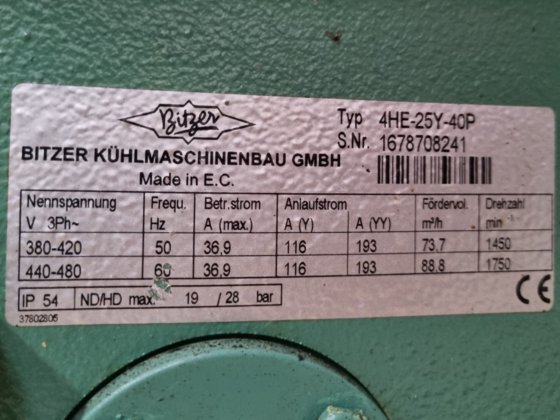 Bitzer
Typ 4HE-25Y-40P
S.Nr. 1678708241
BITZER KÜHLMASCHINENBAU GMBH
Made in E.C.
Nennspannung Frequ. Betr.strom Anlaufstrom Fördervol. Drehzahl
V 3Ph~ Hz A (max.) A (Y) A (YY) m³/h min
380-420 50 36,9 116 193 73.7 1450
440-480 60 36,9 116 193 88.8 1750
IP 54 ND/HD max. 19 / 28 bar
CE
37802805